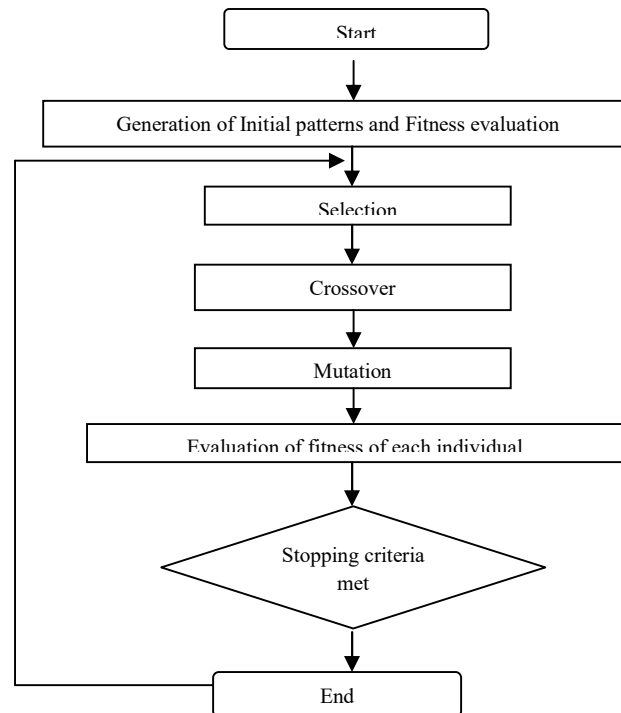 Start
Generation of Initial patterns and Fitness evaluation
Selection
Crossover
Mutation
Evaluation of fitness of each individual
Stopping criteria
met
End